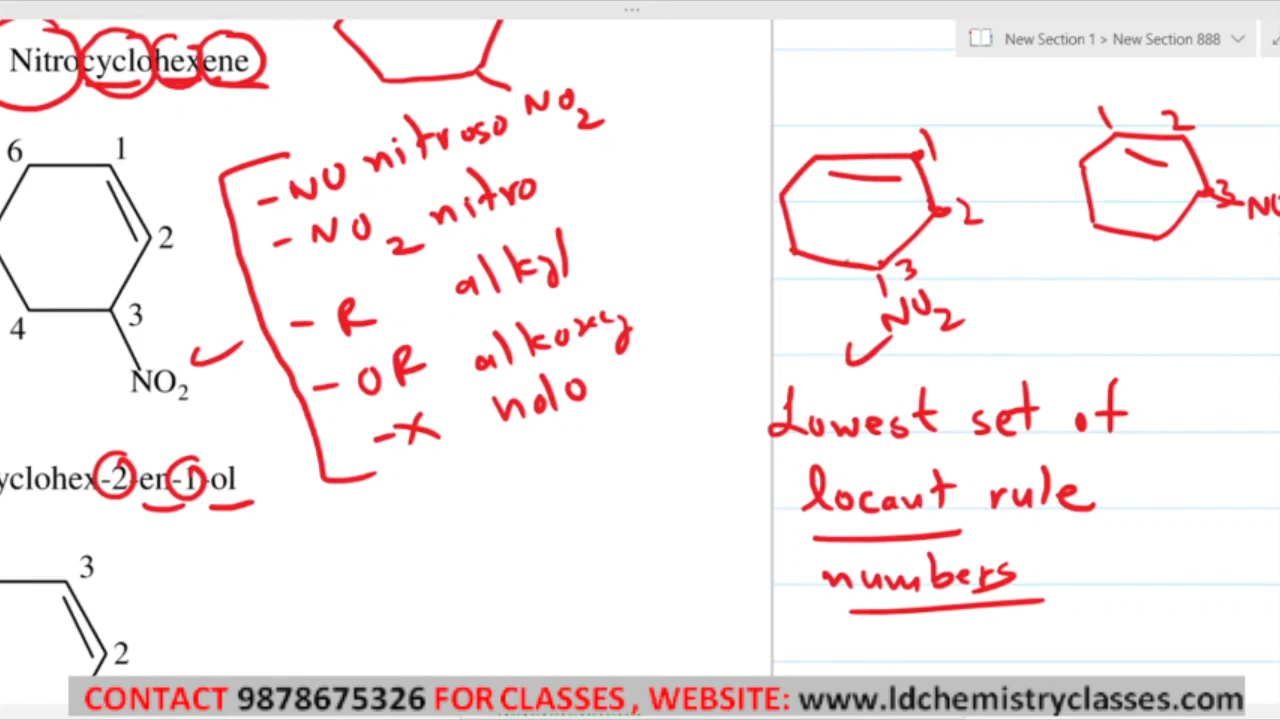 ...
New Section 1 > New Section 888
Nitrocyclohexene
NO2
6
1
2
3
4
NO2
-NO nitroso
-NO2 nitro
-R alkyl
-OR alkoxy
-X halo
yclohex-2-en-1-ol
3
2
1
2
3
NO2
1
2
3
NO
Lowest set of
locant rule
numbers
CONTACT 9878675326 FOR CLASSES , WEBSITE: www.ldchemistryclasses.com